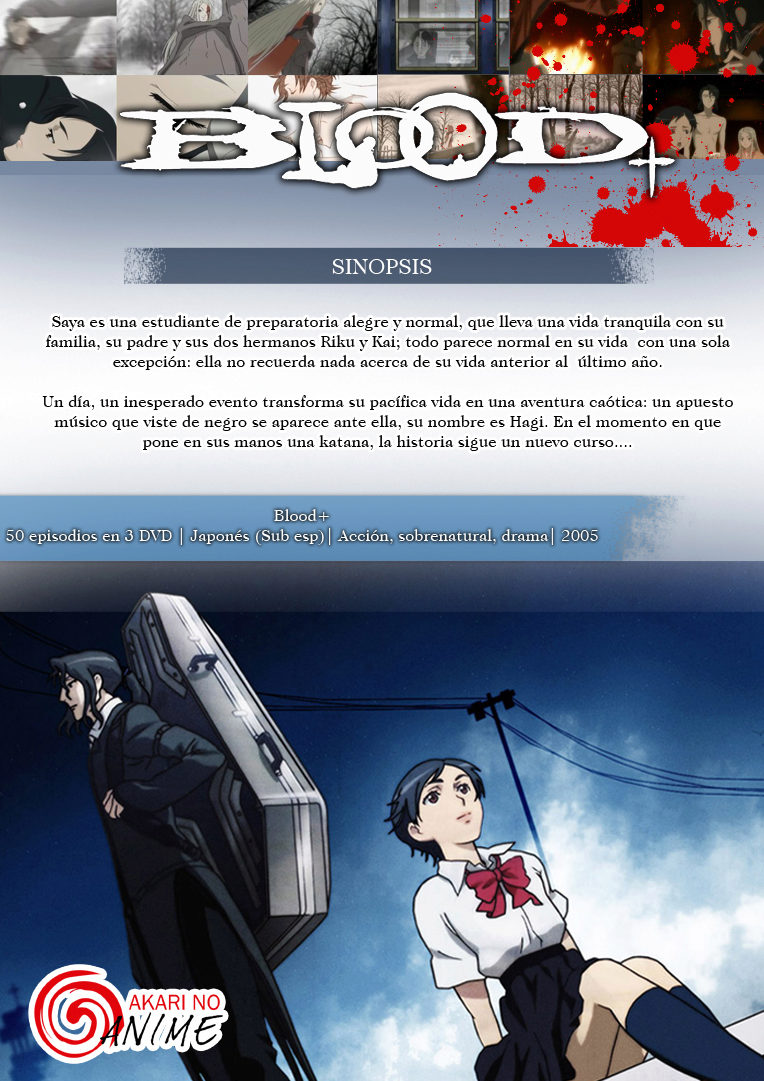 BLOOD+
SINOPSIS
Saya es una estudiante de preparatoria alegre y normal, que lleva una vida tranquila con su
familia, su padre y sus dos hermanos Riku y Kai; todo parece normal en su vida  con una sola
excepción: ella no recuerda nada acerca de su vida anterior al  último año.
Un día, un inesperado evento transforma su pacífica vida en una aventura caótica: un apuesto
músico que viste de negro se aparece ante ella, su nombre es Hagi. En el momento en que
pone en sus manos una katana, la historia sigue un nuevo curso....
Blood+
50 episodios en 3 DVD | Japonés (Sub esp)| Acción, sobrenatural, drama| 2005
AKARI NO
ANIME